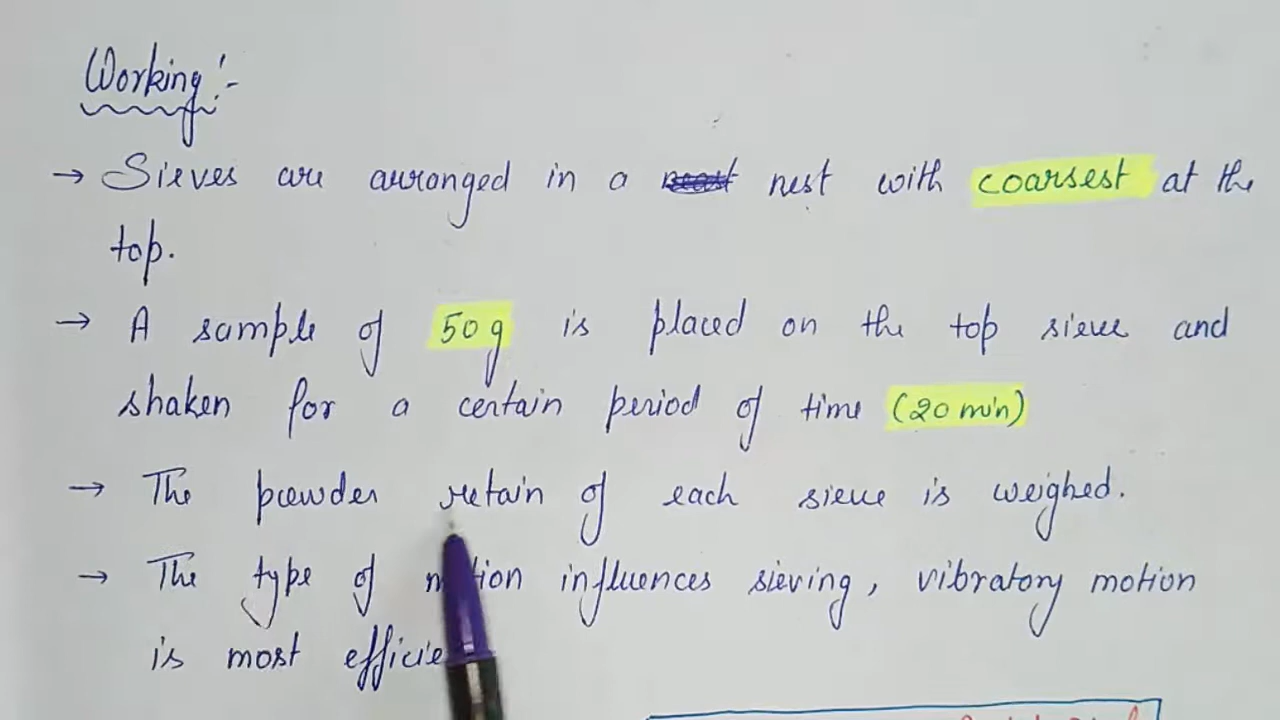 Working:-
→ Sieves are arranged in a nest with coarsest at the
top.
→ A sample of 50g is placed on the top sieve and
shaken for a certain period of time (20 min)
→ The powder retain of each sieve is weighed.
→ The type of motion influences sieving, vibratory motion
is most